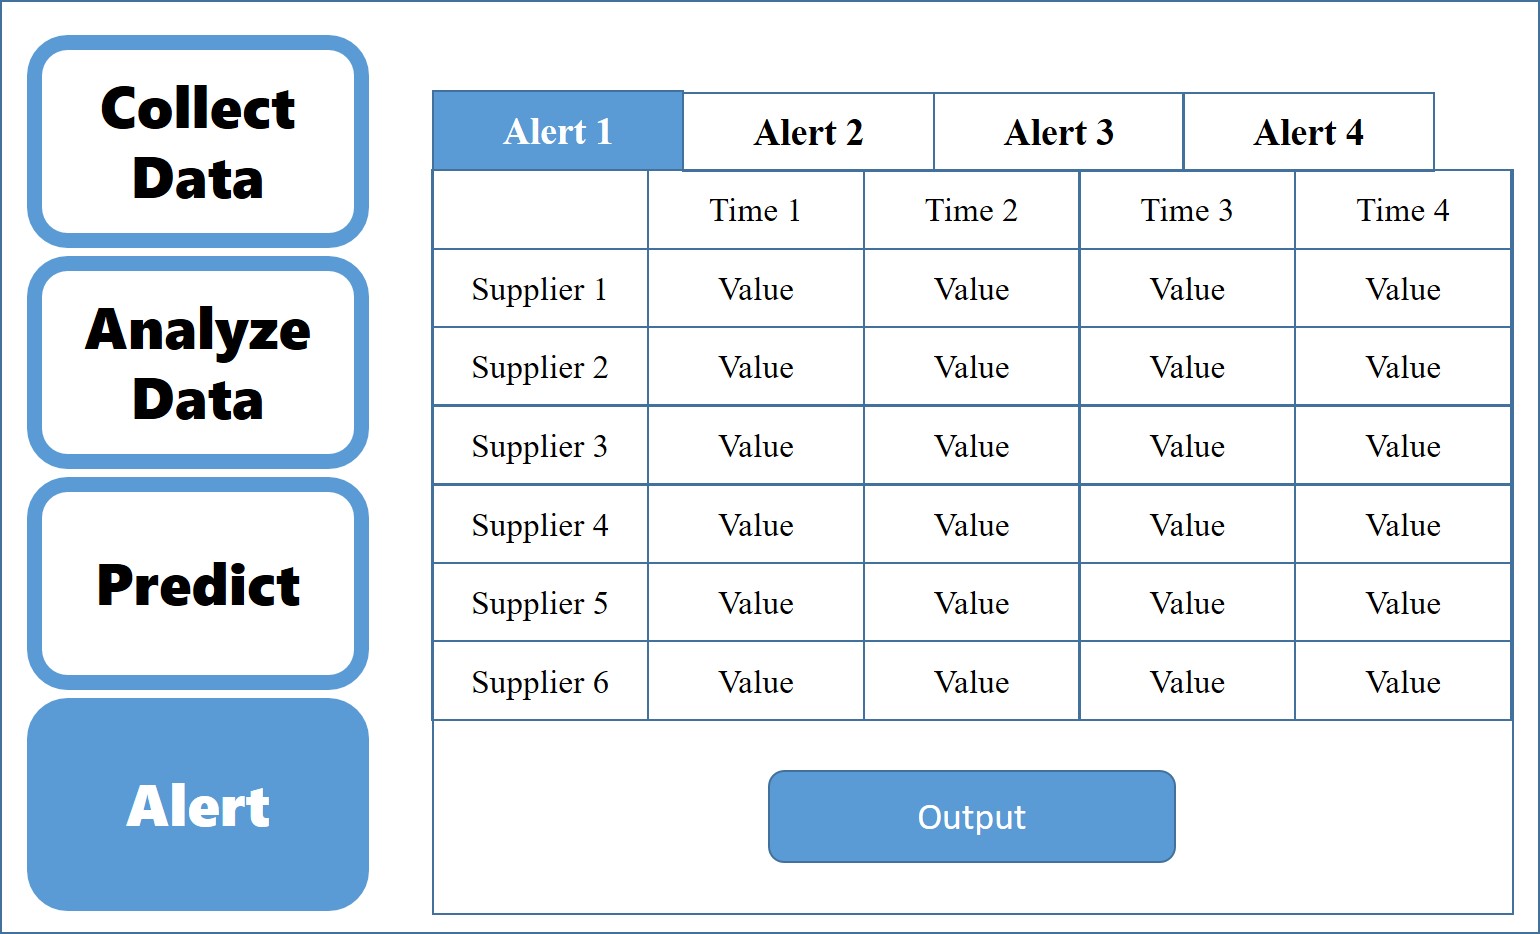 Collect
Data
Analyze
Data
Predict
Alert
Alert 1 Alert 2 Alert 3 Alert 4
Time 1 Time 2 Time 3 Time 4
Supplier 1 Value Value Value Value
Supplier 2 Value Value Value Value
Supplier 3 Value Value Value Value
Supplier 4 Value Value Value Value
Supplier 5 Value Value Value Value
Supplier 6 Value Value Value Value
Output